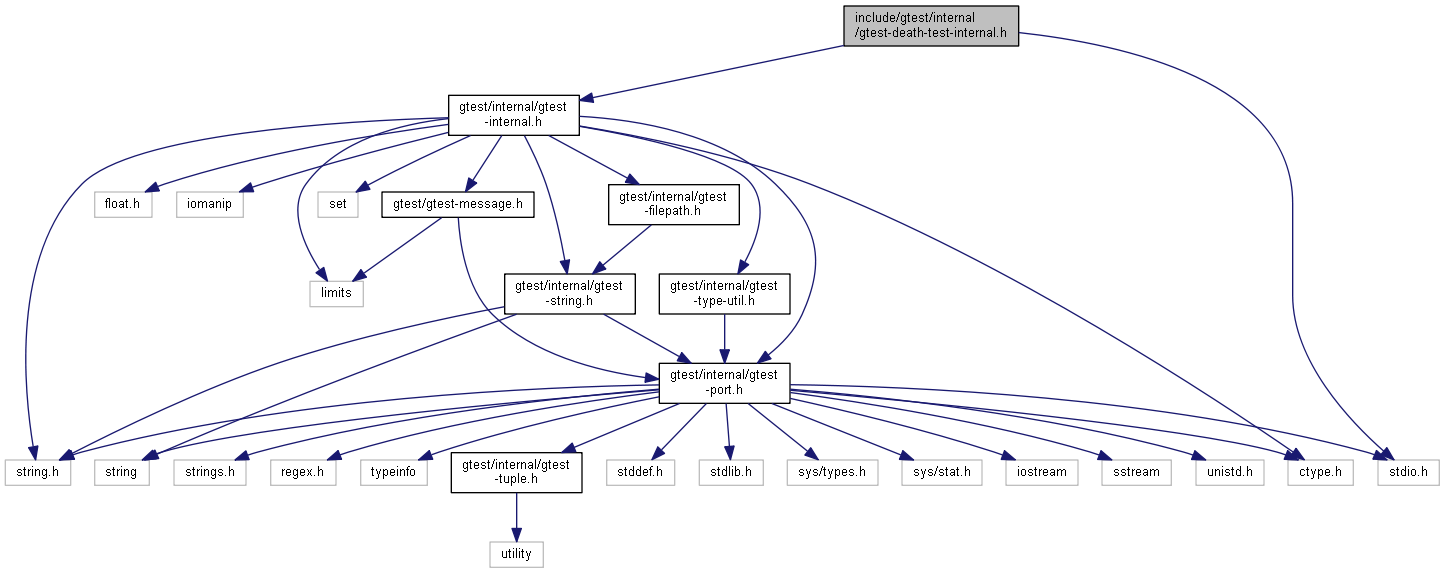 include/gtest/internal
/gtest-death-test-internal.h
gtest/internal/gtest
-internal.h
float.h
iomanip
set
gtest/gtest-message.h
gtest/internal/gtest
-filepath.h
limits
gtest/internal/gtest
-string.h
gtest/internal/gtest
-type-util.h
gtest/internal/gtest
-port.h
string.h
string
strings.h
regex.h
typeinfo
gtest/internal/gtest
-tuple.h
stddef.h
stdlib.h
sys/types.h
sys/stat.h
iostream
sstream
unistd.h
ctype.h
stdio.h
utility